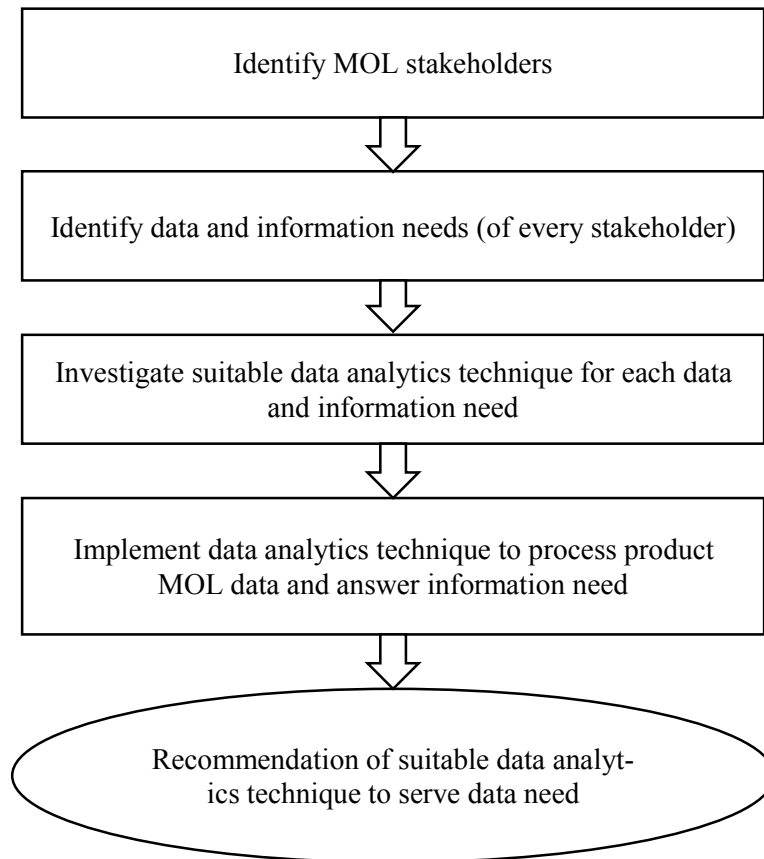 Identify MOL stakeholders
Identify data and information needs (of every stakeholder)
Investigate suitable data analytics technique for each data
and information need
Implement data analytics technique to process product
MOL data and answer information need
Recommendation of suitable data analyt-
ics technique to serve data need